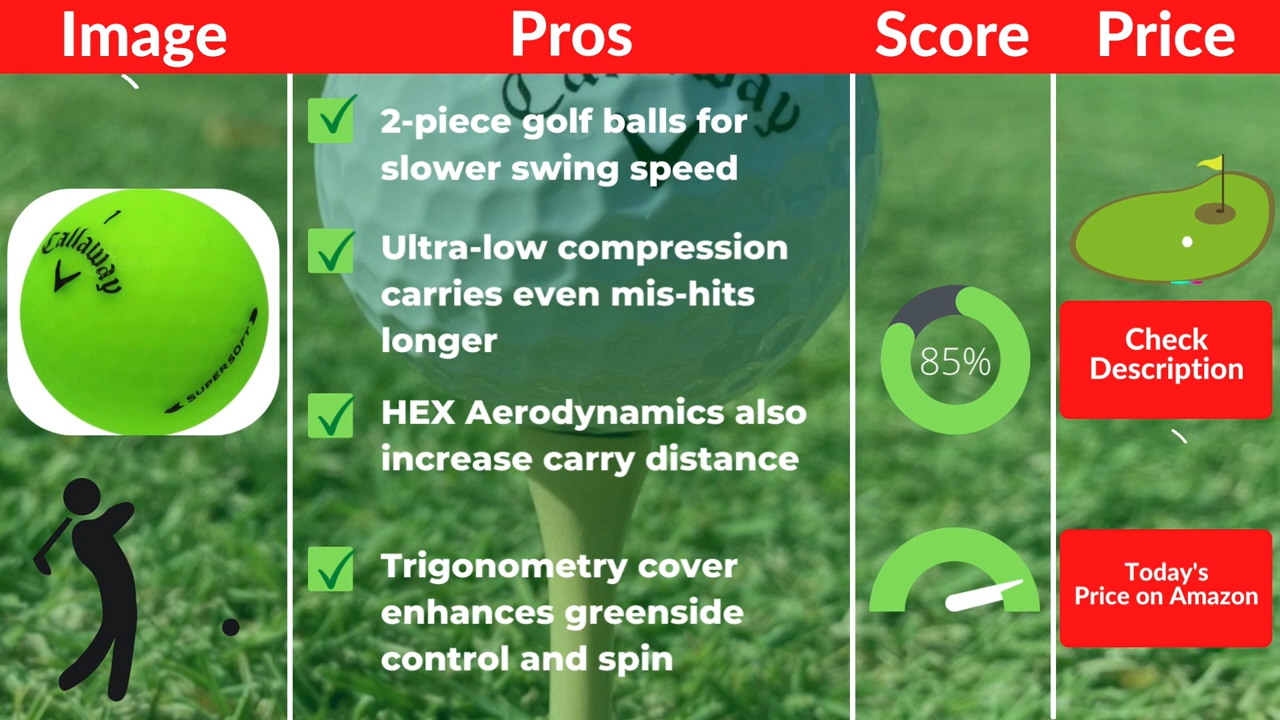 Image
Pros
Score
Price
Callaway
2-piece golf balls for
slower swing speed
Ultra-low compression
carries even mis-hits
longer
HEX Aerodynamics also
increase carry distance
Trigonometry cover
enhances greenside
control and spin
1
Callaway
SUPERSOFT
85%
Check
Description
Today's
Price on Amazon